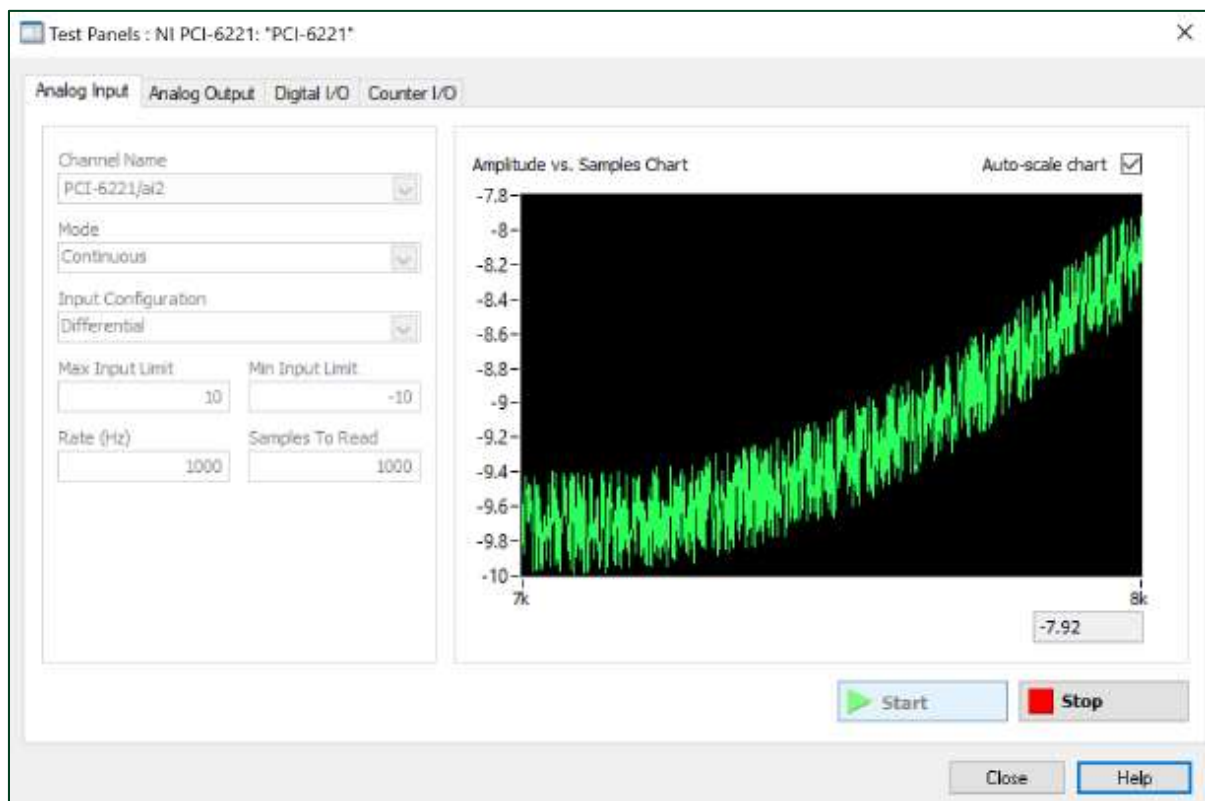 Test Panels : NI PCI-6221: "PCI-6221"
Analog Input Analog Output Digital I/O Counter I/O
Channel Name
PCI-6221/ai2
Mode
Continuous
Input Configuration
Differential
Max Input Limit Min Input Limit
10 -10
Rate (Hz) Samples To Read
1000 1000
Amplitude vs. Samples Chart Auto-scale chart
-7.8
-8
-8.2
-8.4
-8.6
-8.8
-9
-9.2
-9.4
-9.6
-9.8
-10
7k 8k
-7.92
Start Stop
Close Help